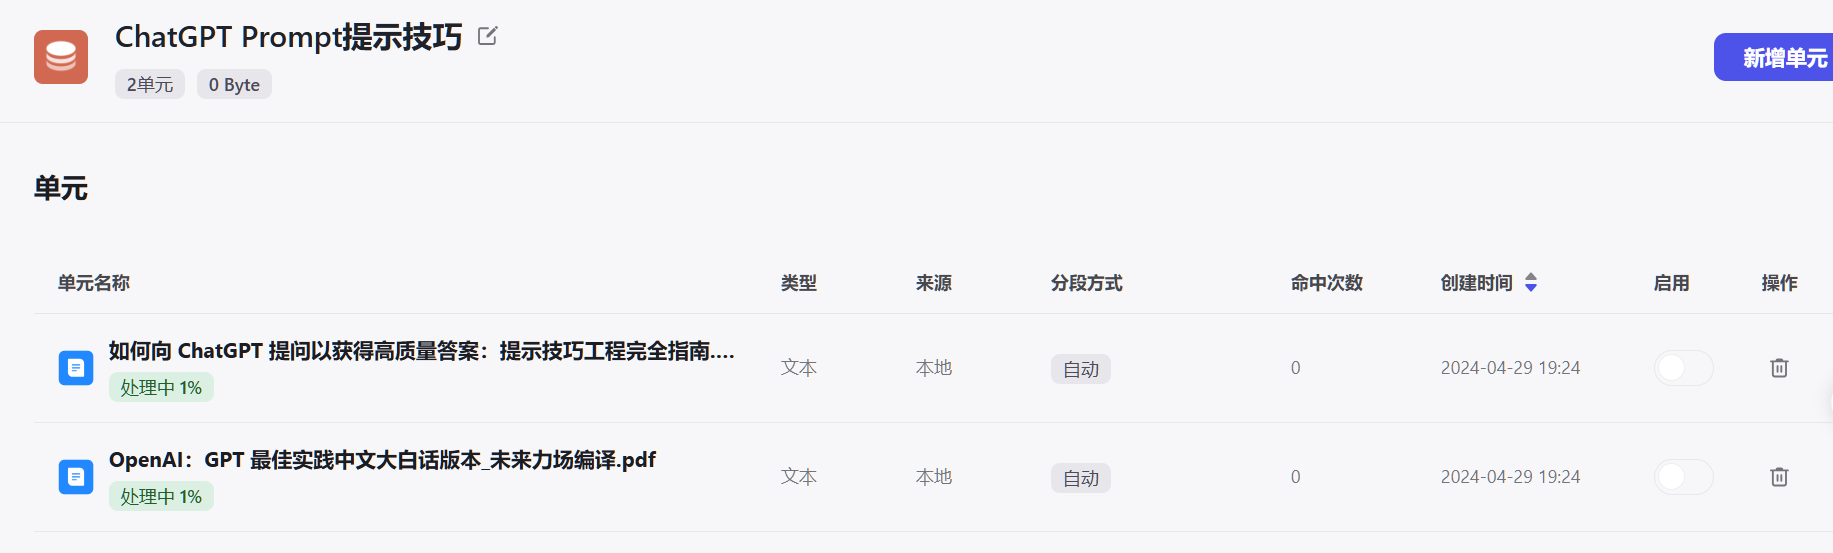 ChatGPT Prompt提示技巧
2单元 0 Byte
新增单元
单元
单元名称 类型 来源 分段方式 命中次数 创建时间 启用 操作
如何向 ChatGPT 提问以获得高质量答案：提示技巧工程完全指南....
处理中 1%
文本 本地 自动 0 2024-04-29 19:24
OpenAI：GPT 最佳实践中文大白话版本_未来力场编译.pdf
处理中 1%
文本 本地 自动 0 2024-04-29 19:24